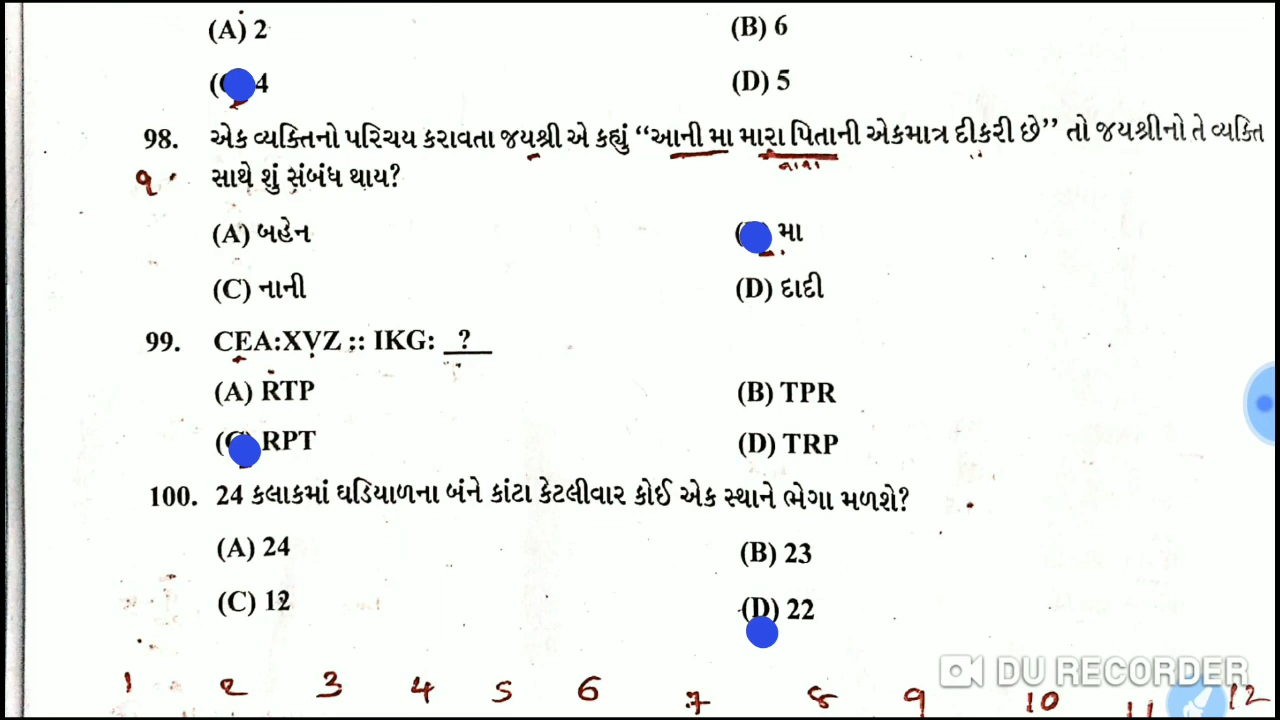 (A) 2 (B) 6
4 (D) 5
98. એક વ્યક્તિનો પરિચય કરાવતા જયશ્રી એ કહ્યું “આની મા મારા પિતાની એકમાત્ર દીકરી છે” તો જયશ્રીનો તે વ્યક્તિ
સાથે શું સંબંધ થાય?
(A) બહેન મા
(C) નાની (D) દાદી
99. CEA:XVZ :: IKG: ?
(A) RTP (B) TPR
RPT (D) TRP
100. 24 કલાકમાં ઘડિયાળના બંને કાંટા કેટલીવાર કોઈ એક સ્થાને ભેગા મળશે?
(A) 24 (B) 23
(C) 12 (D) 22
DU RECORDER
1 2 3 4 5 6 7 8 9 10 11 12